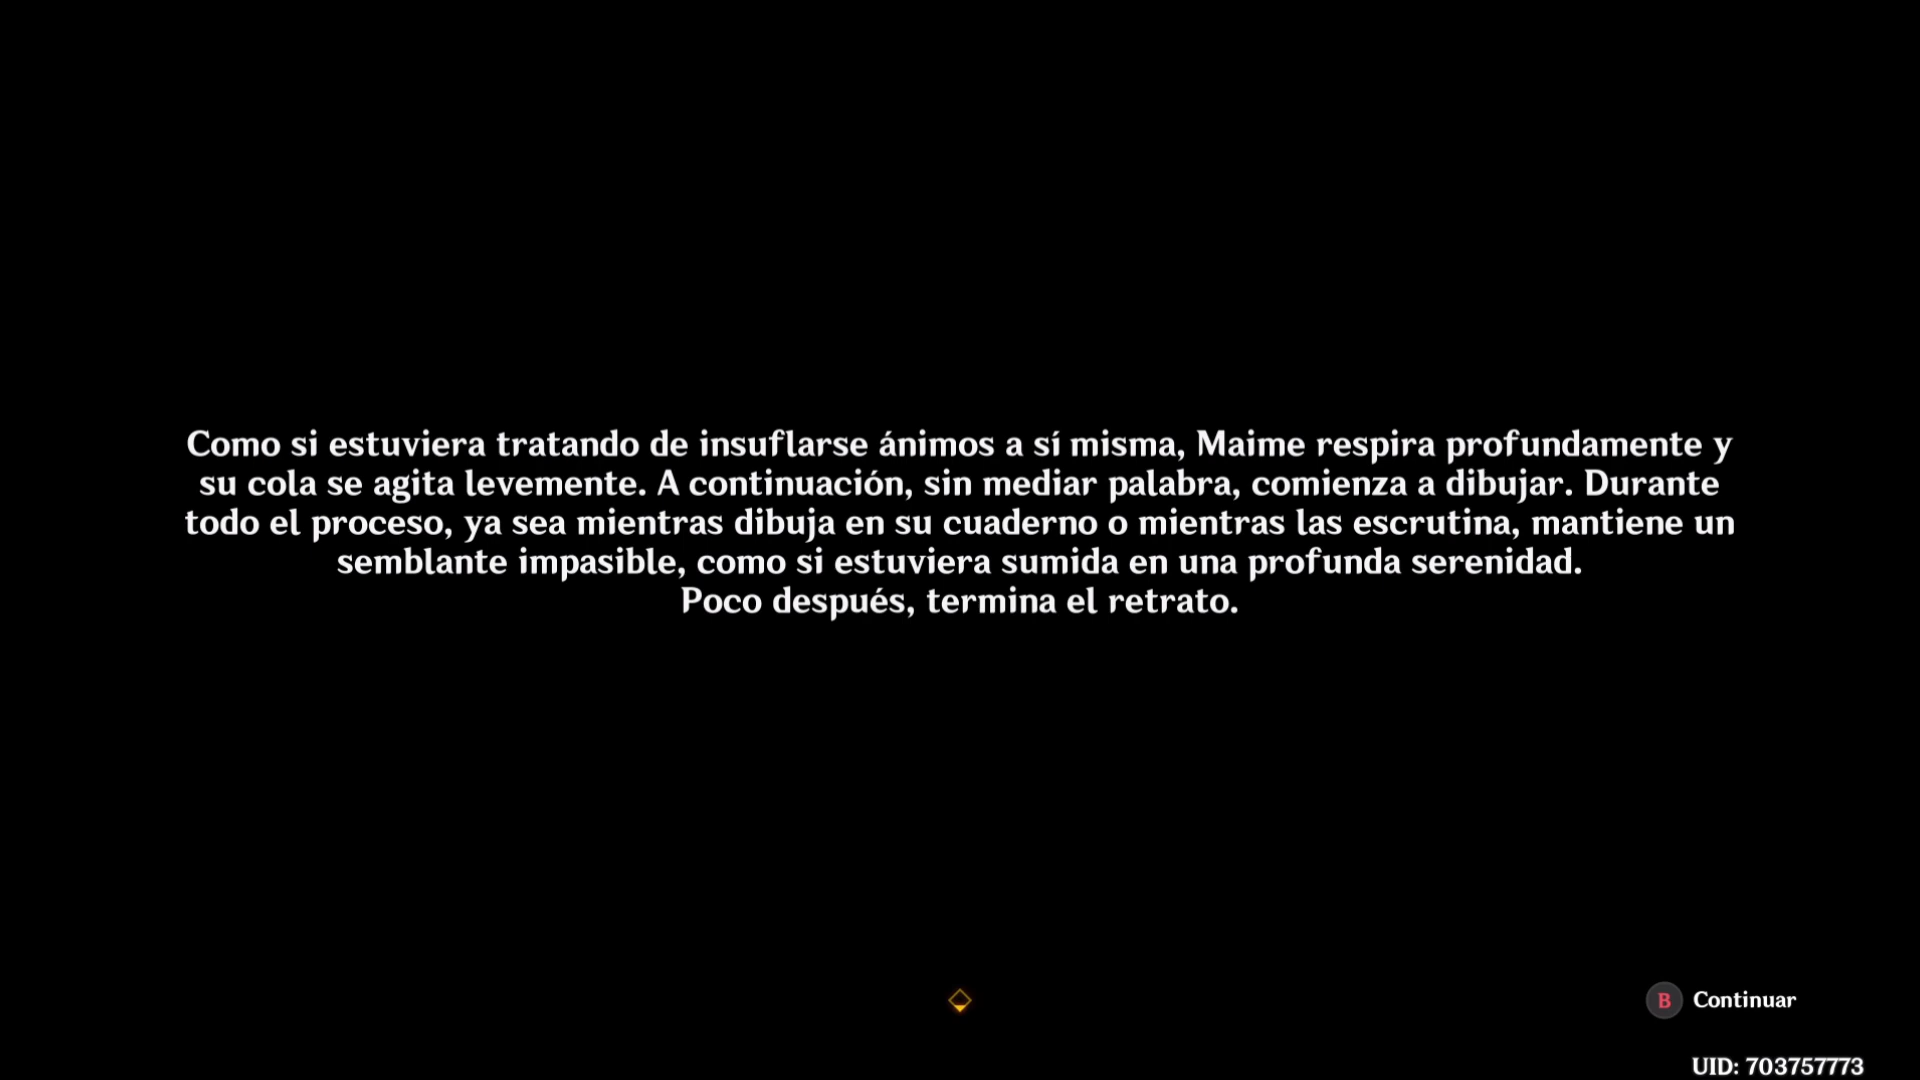 Como si estuviera tratando de insuflarse ánimos a sí misma, Maime respira profundamente y
su cola se agita levemente. A continuación, sin mediar palabra, comienza a dibujar. Durante
todo el proceso, ya sea mientras dibuja en su cuaderno o mientras las escrutina, mantiene un
semblante impasible, como si estuviera sumida en una profunda serenidad.
Poco después, termina el retrato.
B Continuar
UID: 703757773